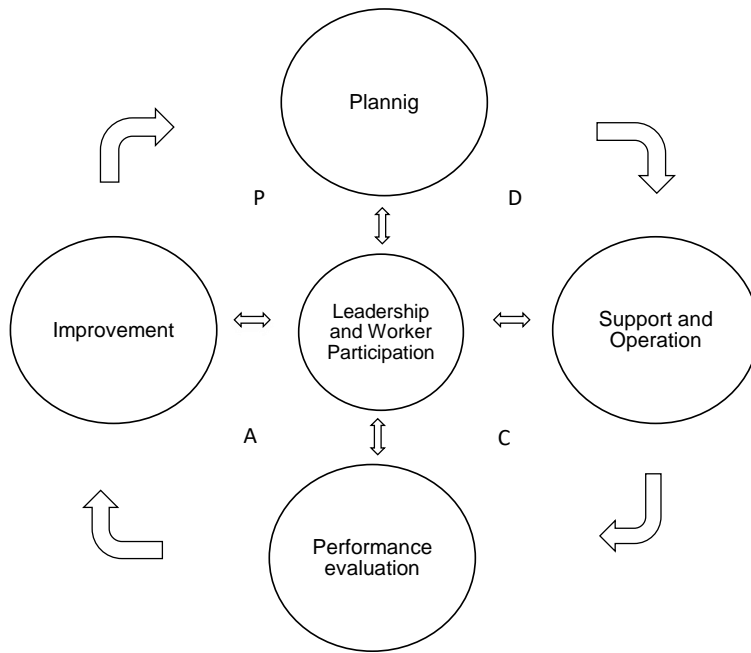 Plannig
P
D
Improvement
Leadership
and Worker
Participation
Support and
Operation
A
C
Performance
evaluation